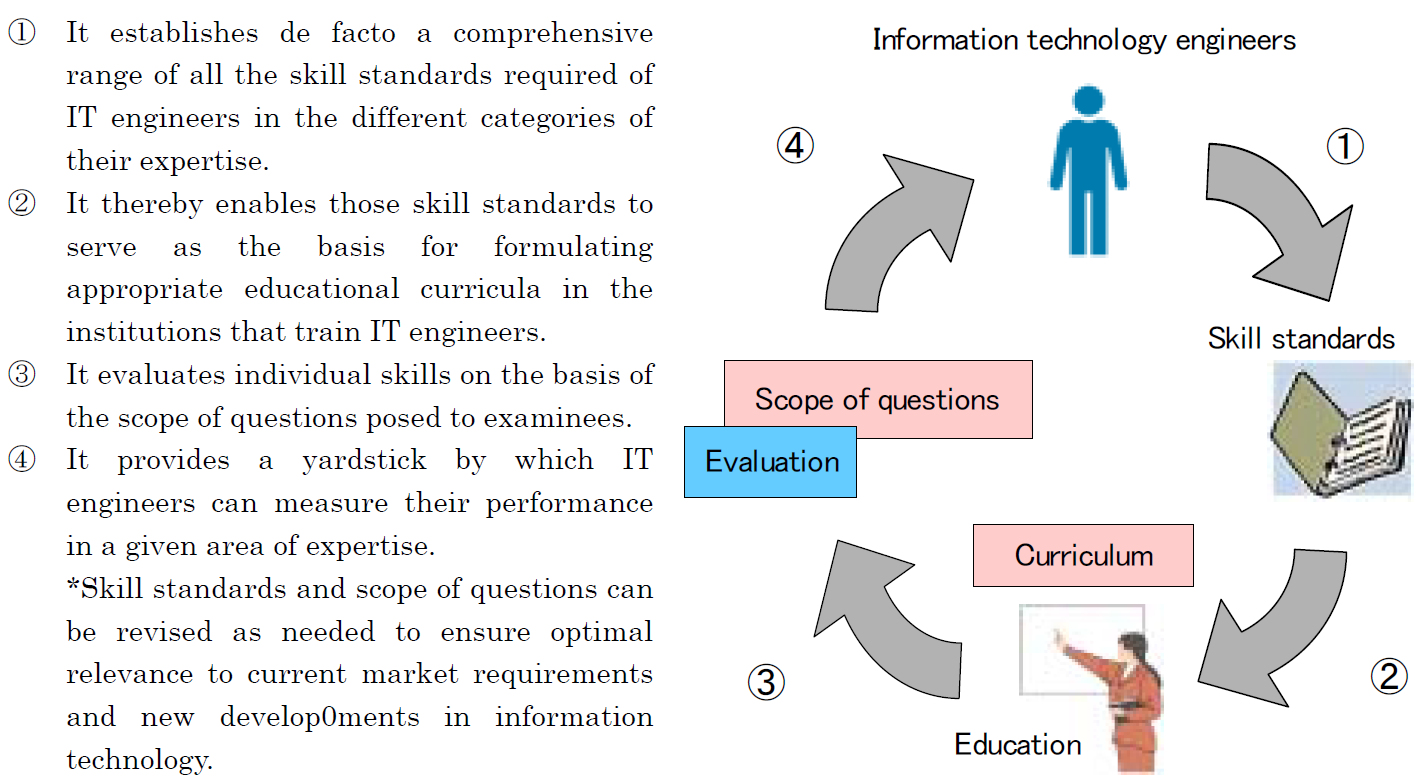 ① It establishes de facto a comprehensive
range of all the skill standards required of
IT engineers in the different categories of
their expertise.
② It thereby enables those skill standards to
serve as the basis for formulating
appropriate educational curricula in the
institutions that train IT engineers.
③ It evaluates individual skills on the basis of
the scope of questions posed to examinees.
④ It provides a yardstick by which IT
engineers can measure their performance
in a given area of expertise.
*Skill standards and scope of questions can
be revised as needed to ensure optimal
relevance to current market requirements
and new develop0ments in information
technology.
Information technology engineers
④
①
Skill standards
Scope of questions
Evaluation
Curriculum
③
②
Education